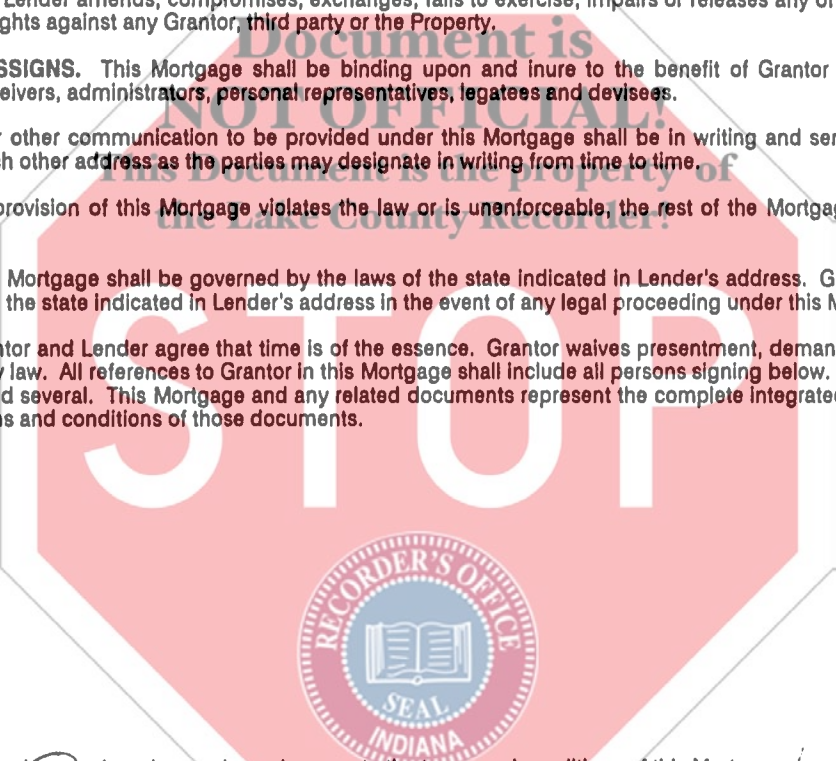 Lender amends, compromises, exchanges, fails to exercise, impairs or releases any of
ghts against any Grantor, third party or the Property.
Document is
SSIGNS. This Mortgage shall be binding upon and inure to the benefit of Grantor
eivers, administrators, personal representatives, legatees and devisees.
NOT OFFICIAL!
r other communication to be provided under this Mortgage shall be in writing and sen
ch other address as the parties may designate in writing from time to time.
This Document is the property of
provision of this Mortgage violates the law or is unenforceable, the rest of the Mortga
the Lake County Recorder!
Mortgage shall be governed by the laws of the state indicated in Lender's address. G
the state indicated in Lender's address in the event of any legal proceeding under this M
ntor and Lender agree that time is of the essence. Grantor waives presentment, deman
y law. All references to Grantor in this Mortgage shall include all persons signing below.
d several. This Mortgage and any related documents represent the complete integrated
s and conditions of those documents.
STOP
RECORDER'S OFFICE
SEAL
INDIANA